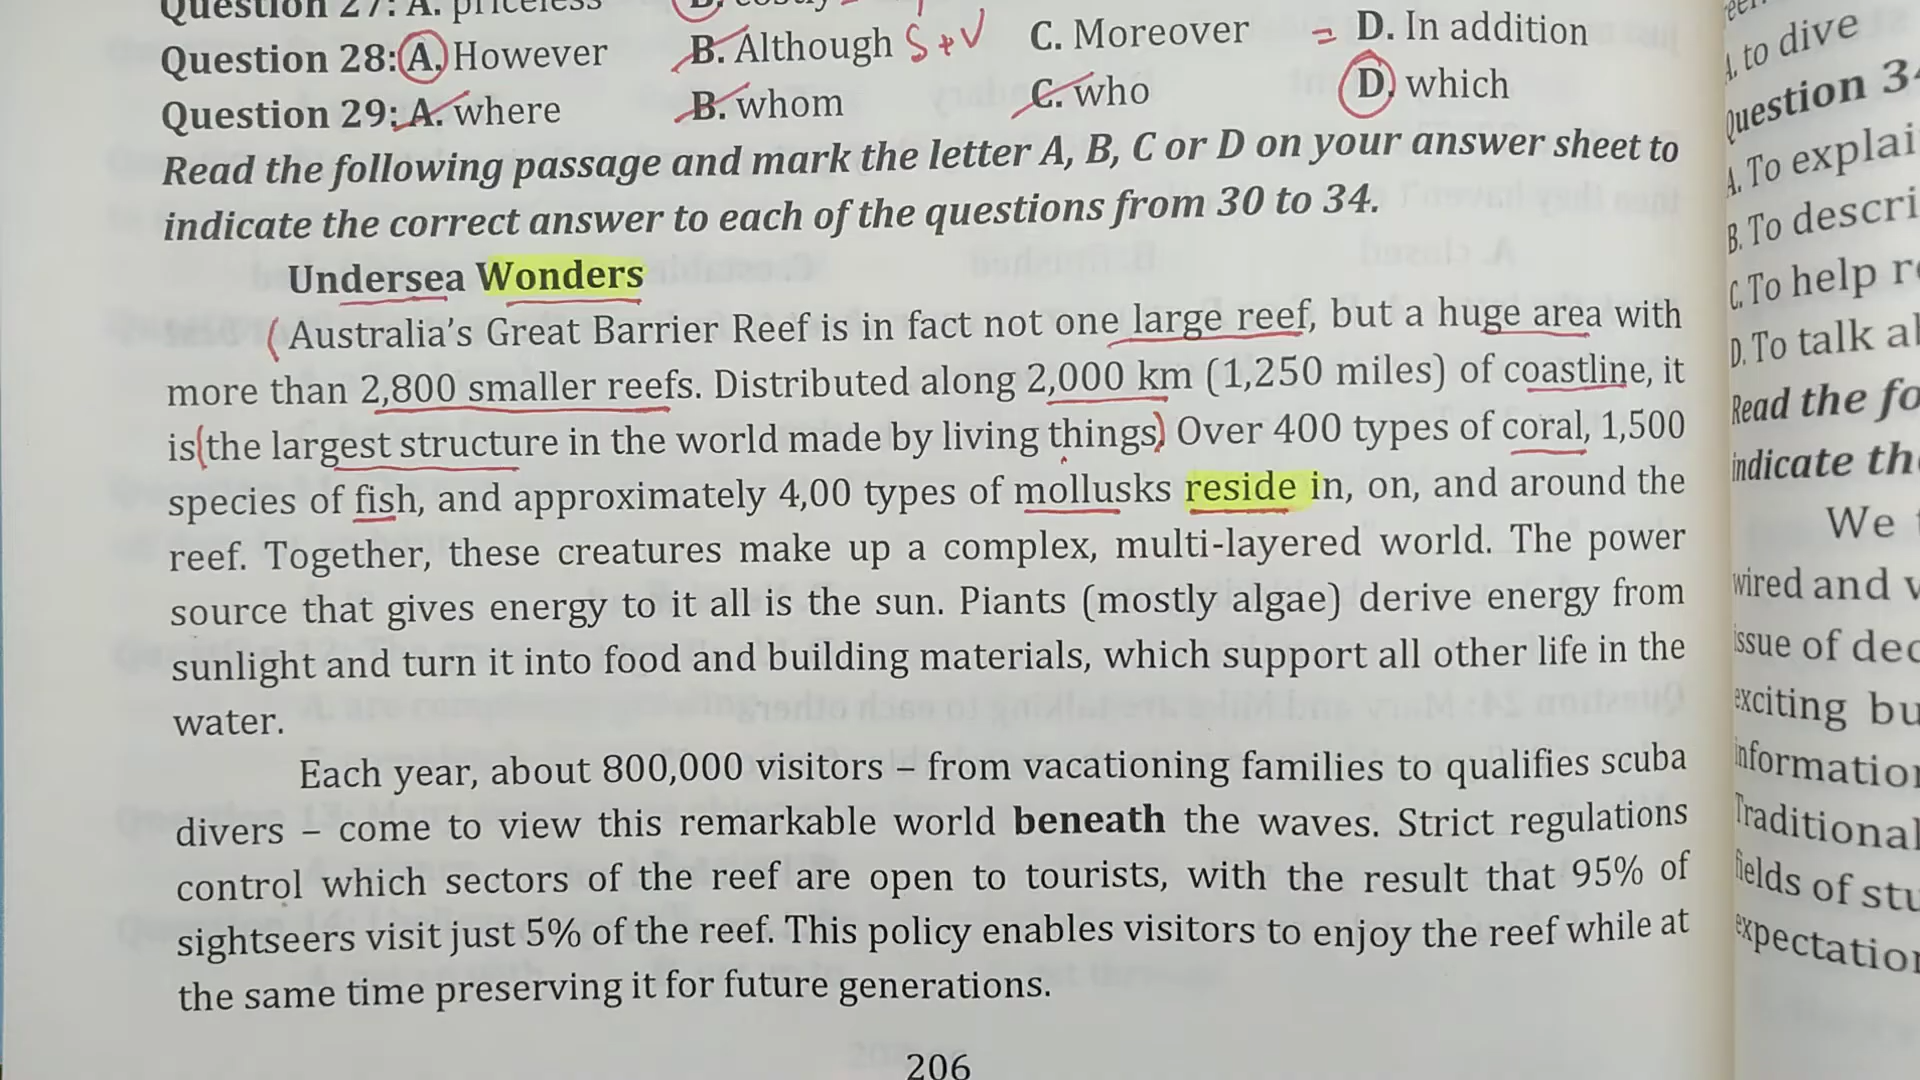 Question 27: A. priceless
Question 28: A. However B. Although S + V C. Moreover = D. In addition
Question 29: A. where B. whom C. who D. which
Read the following passage and mark the letter A, B, C or D on your answer sheet to
indicate the correct answer to each of the questions from 30 to 34.
Undersea Wonders
Australia's Great Barrier Reef is in fact not one large reef, but a huge area with
more than 2,800 smaller reefs. Distributed along 2,000 km (1,250 miles) of coastline, it
is (the largest structure in the world made by living things) Over 400 types of coral, 1,500
species of fish, and approximately 4,00 types of mollusks reside in, on, and around the
reef. Together, these creatures make up a complex, multi-layered world. The power
source that gives energy to it all is the sun. Piants (mostly algae) derive energy from
sunlight and turn it into food and building materials, which support all other life in the
water.
Each year, about 800,000 visitors – from vacationing families to qualifies scuba
divers – come to view this remarkable world beneath the waves. Strict regulations
control which sectors of the reef are open to tourists, with the result that 95% of
sightseers visit just 5% of the reef. This policy enables visitors to enjoy the reef while at
the same time preserving it for future generations.
206
A. to dive
Question 3
A. To explai
B. To descri
C. To help r
D. To talk al
Read the fo
indicate th
We
wired and
issue of dec
exciting bu
informatio
Traditional
fields of stu
expectatio